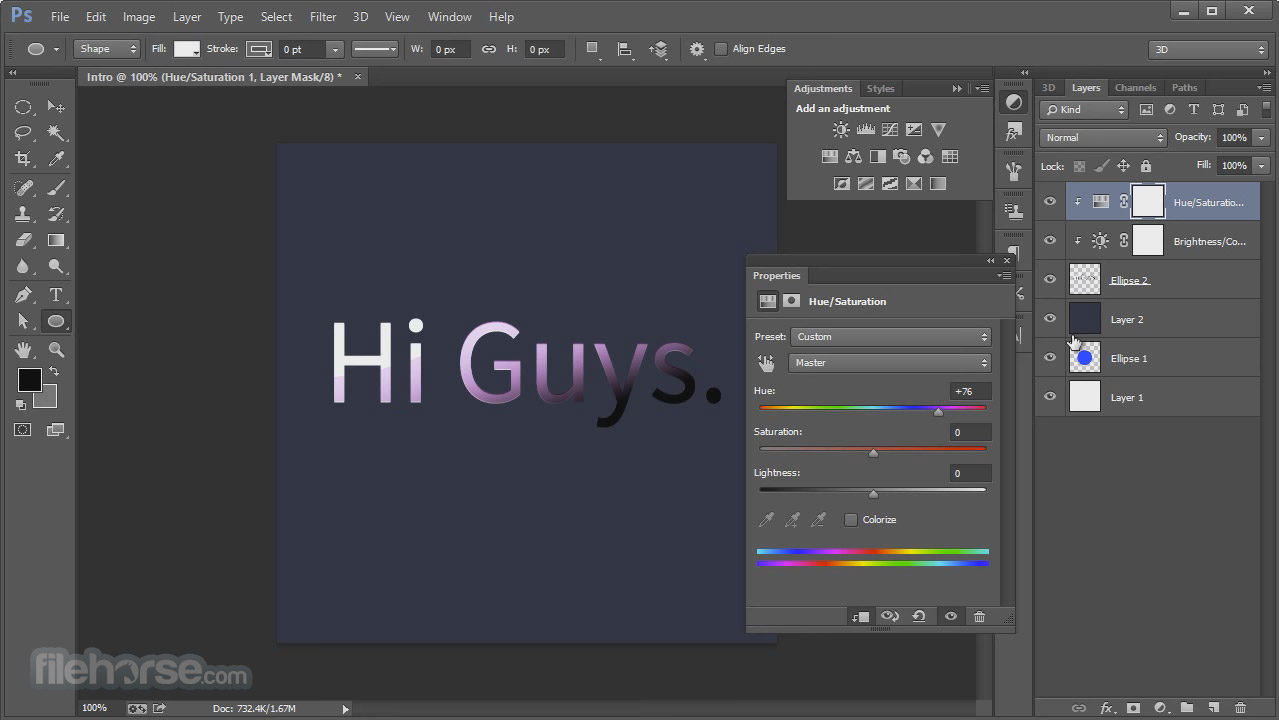 Ps File Edit Image Layer Type Select Filter 3D View Window Help
Shape Fill: Stroke: 0 pt W: 0 px H: 0 px Align Edges 3D
Intro @ 100% (Hue/Saturation 1, Layer Mask/8) *
Adjustments Styles
Add an adjustment
3D Layers Channels Paths
Kind
Normal Opacity: 100%
Lock: Fill: 100%
Hue/Saturatio...
Brightness/Co...
Ellipse 2
Layer 2
Ellipse 1
Layer 1
Hi Guys.
Properties
Hue/Saturation
Preset: Custom
Master
Hue: +76
Saturation: 0
Lightness: 0
Colorize
filehorse.com
100% Doc: 732.4K/1.67M